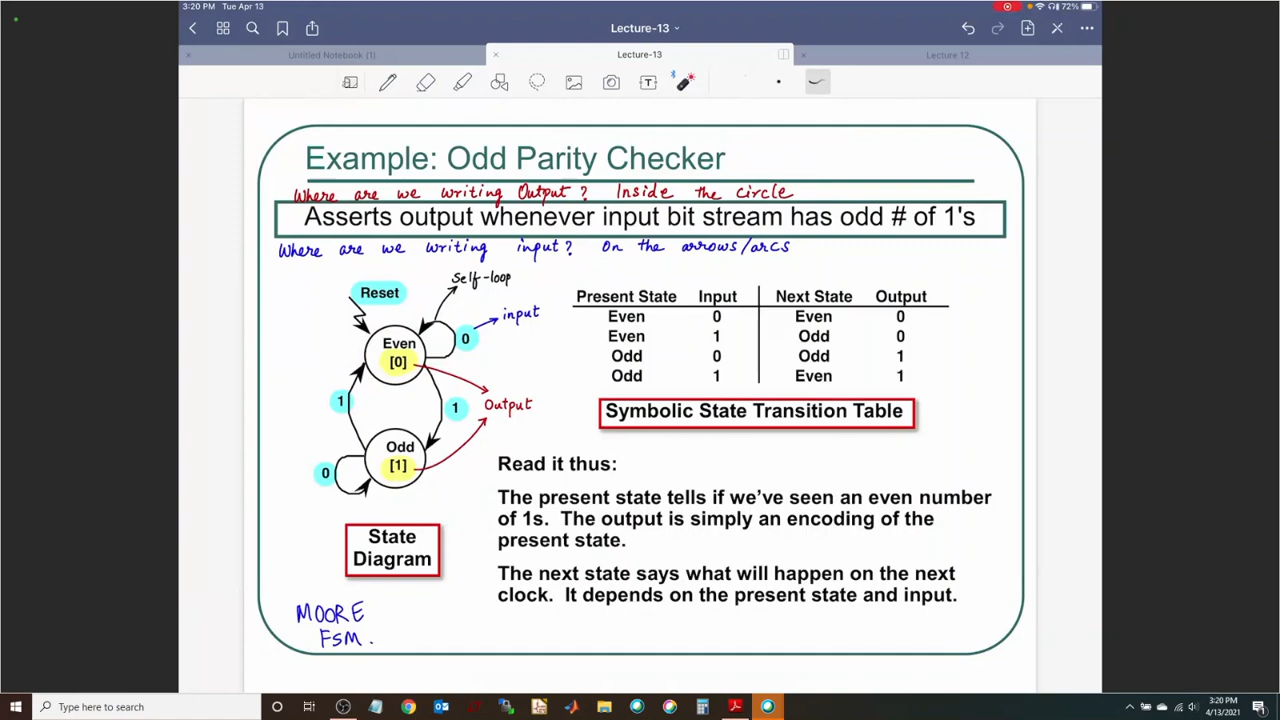 3:20 PM Tue Apr 13
72%
Lecture-13
Untitled Notebook (1)
Lecture-13
Lecture 12
Example: Odd Parity Checker
Where are we writing Output? Inside the circle
Asserts output whenever input bit stream has odd # of 1's
Where are we writing input? On the arrows/arcs
Self-loop
Reset
input
0
Even
[0]
1
1
Output
Odd
[1]
0
State
Diagram
MOORE
FSM.
Present State Input Next State Output
Even 0 Even 0
Even 1 Odd 0
Odd 0 Odd 1
Odd 1 Even 1
Symbolic State Transition Table
Read it thus:
The present state tells if we've seen an even number
of 1s. The output is simply an encoding of the
present state.
The next state says what will happen on the next
clock. It depends on the present state and input.
Type here to search
3:20 PM
4/13/2021